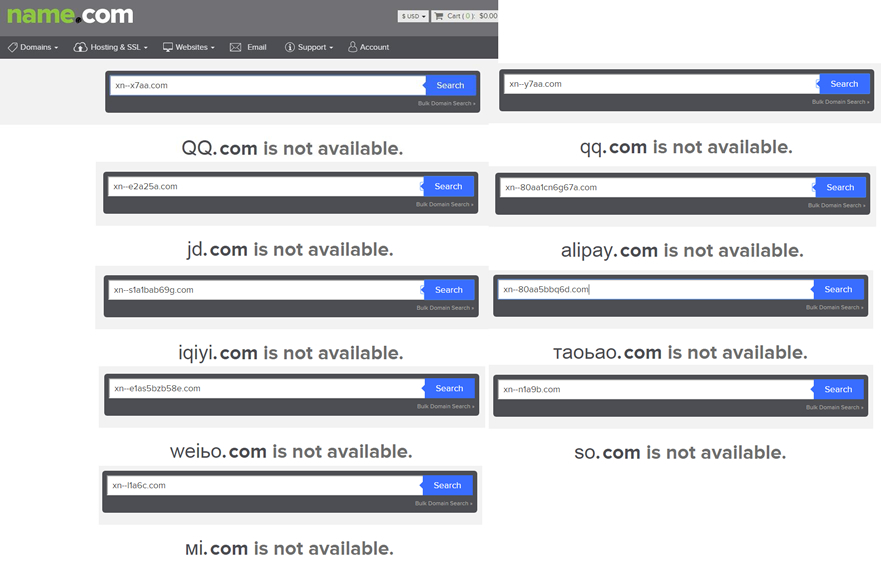 name.com
$ USD
Cart ( 0 ): $0.00
Domains
Hosting & SSL
Websites
Email
Support
Account
xn--x7aa.com
Search
Bulk Domain Search »
QQ.com is not available.
xn--y7aa.com
Search
Bulk Domain Search »
qq.com is not available.
xn--e2a25a.com
Search
Bulk Domain Search »
jd.com is not available.
xn--80aa1cn6g67a.com
Search
Bulk Domain Search »
alipay.com is not available.
xn--s1a1bab69g.com
Search
Bulk Domain Search »
iqiyi.com is not available.
xn--80aa5bbq6d.com
Search
Bulk Domain Search »
таоьао.com is not available.
xn--e1as5bzb58e.com
Search
Bulk Domain Search »
weiьo.com is not available.
xn--n1a9b.com
Search
Bulk Domain Search »
so.com is not available.
xn--l1a6c.com
Search
Bulk Domain Search »
мi.com is not available.